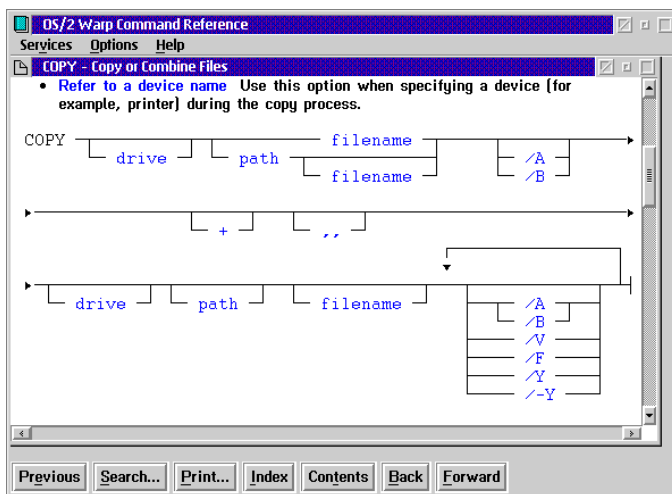 OS/2 Warp Command Reference
Services Options Help
COPY - Copy or Combine Files
• Refer to a device name Use this option when specifying a device (for
example, printer) during the copy process.
COPY filename
drive path filename /A
/B
+ ,,
drive path filename /A
/B
/V
/F
/Y
/-Y
Previous Search... Print... Index Contents Back Forward